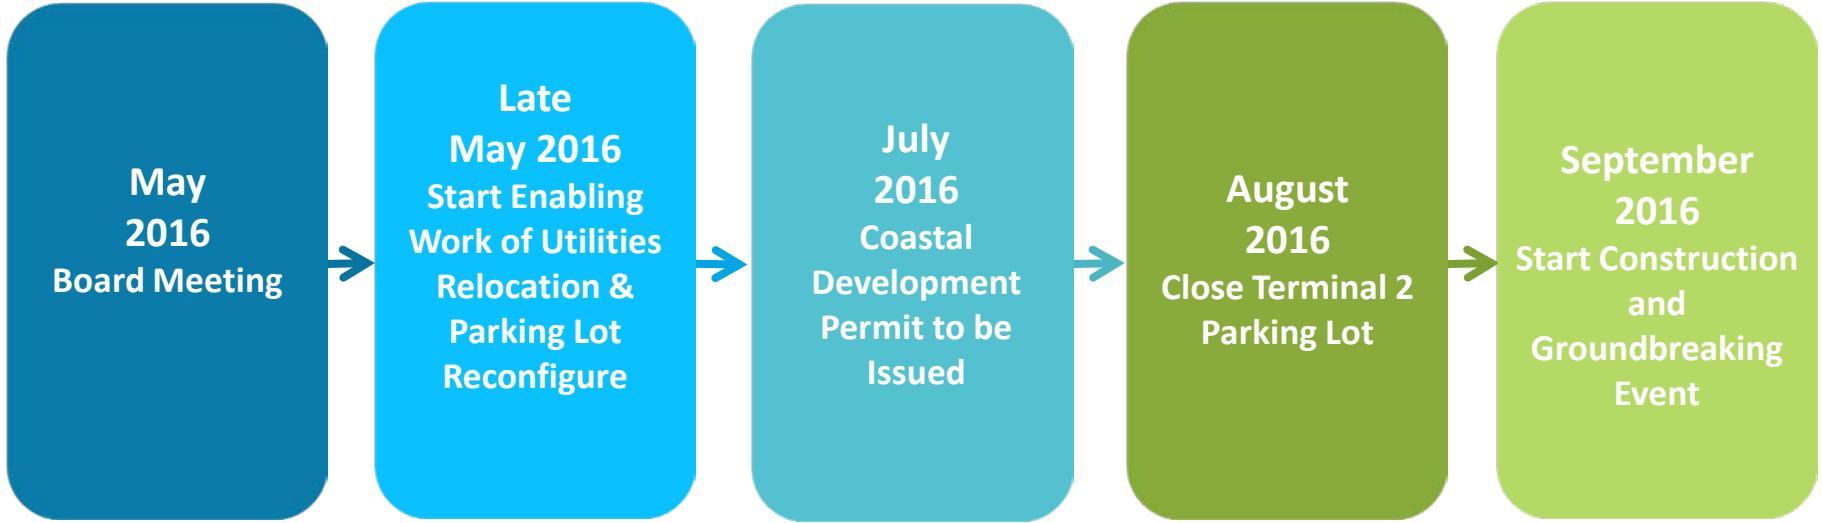 May
2016
Board Meeting
Late
May 2016
Start Enabling
Work of Utilities
Relocation &
Parking Lot
Reconfigure
July
2016
Coastal
Development
Permit to be
Issued
August
2016
Close Terminal 2
Parking Lot
September
2016
Start Construction
and
Groundbreaking
Event